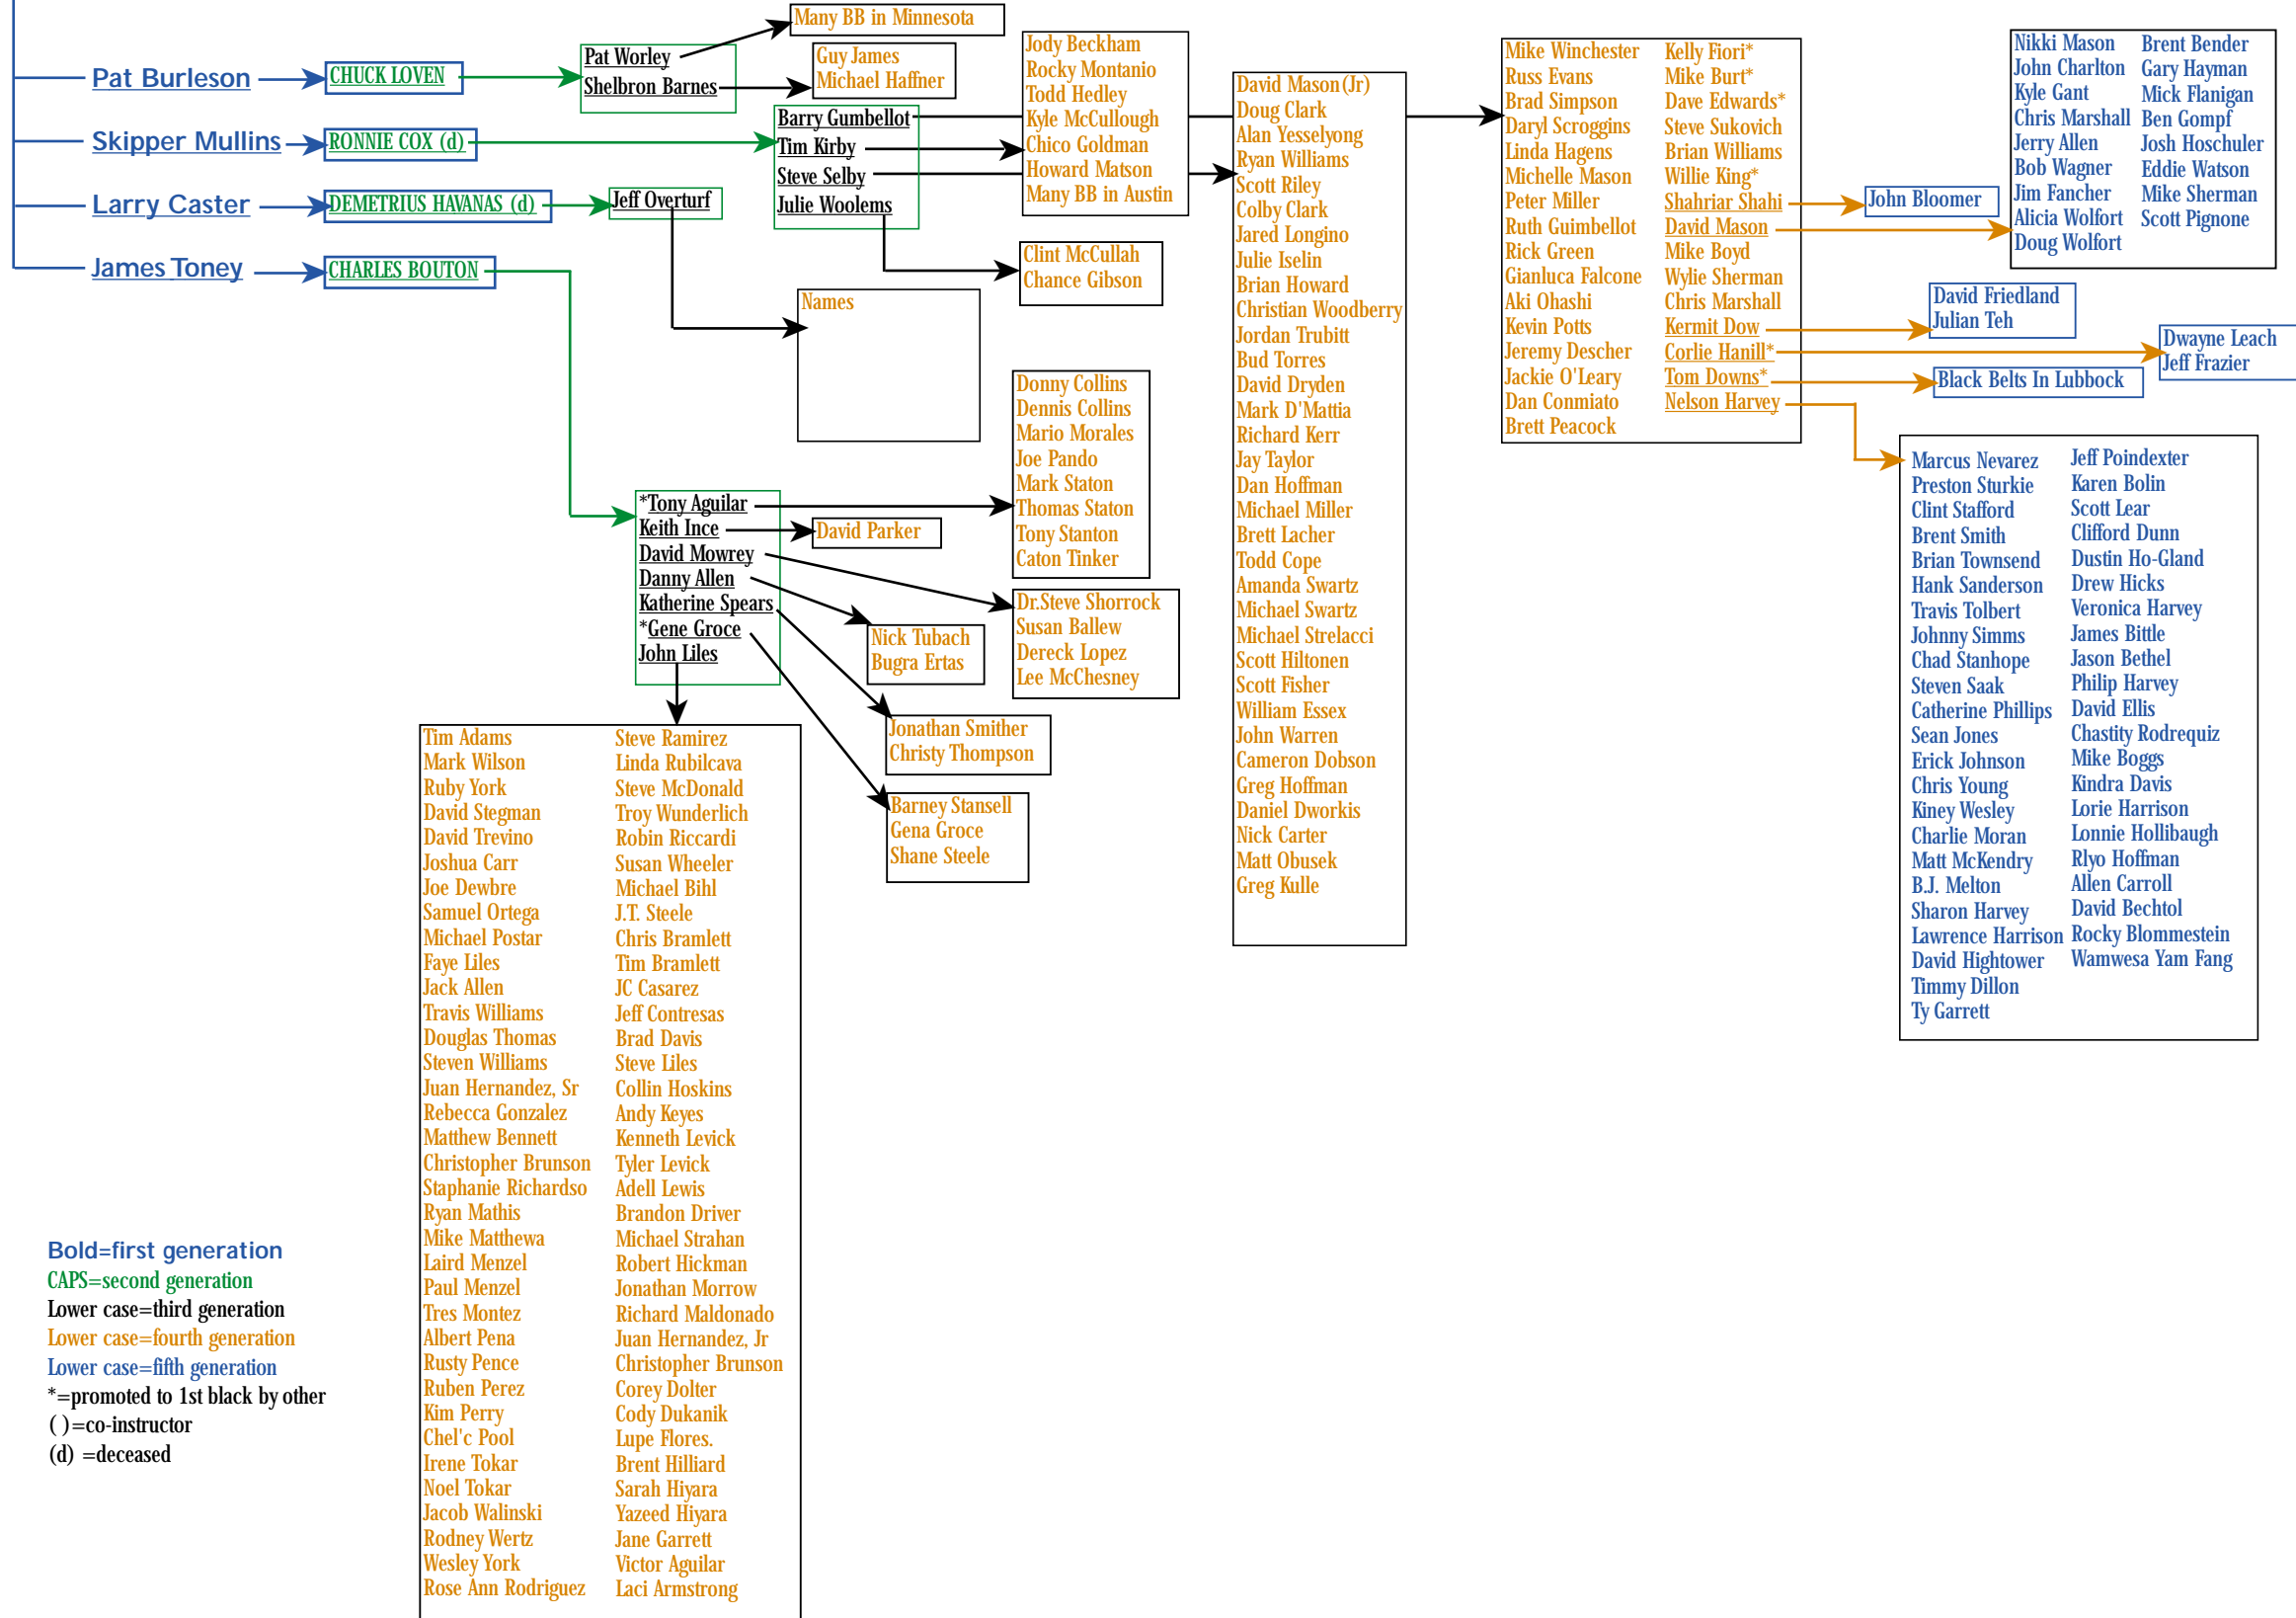 Pat Burleson
Skipper Mullins
Larry Caster
James Toney
CHUCK LOVEN
RONNIE COX (d)
DEMETRIUS HAVANAS (d)
CHARLES BOUTON
Pat Worley
Shelbron Barnes
Many BB in Minnesota
Guy James
Michael Haffner
Barry Gumbellot
Tim Kirby
Steve Selby
Julie Woolems
Jeff Overturf
Names
Jody Beckham
Rocky Montanio
Todd Hedley
Kyle McCullough
Chico Goldman
Howard Matson
Many BB in Austin
Clint McCullah
Chance Gibson
David Mason(Jr)
Doug Clark
Alan Yesselyong
Ryan Williams
Scott Riley
Colby Clark
Jared Longino
Julie Iselin
Brian Howard
Christian Woodberry
Jordan Trubitt
Bud Torres
David Dryden
Mark D'Mattia
Richard Kerr
Jay Taylor
Dan Hoffman
Michael Miller
Brett Lacher
Todd Cope
Amanda Swartz
Michael Swartz
Michael Strelacci
Scott Hiltonen
Scott Fisher
William Essex
John Warren
Cameron Dobson
Greg Hoffman
Daniel Dworkis
Nick Carter
Matt Obusek
Greg Kulle
Mike Winchester
Russ Evans
Brad Simpson
Daryl Scroggins
Linda Hagens
Michelle Mason
Peter Miller
Ruth Guimbellot
Rick Green
Gianluca Falcone
Aki Ohashi
Kevin Potts
Jeremy Descher
Jackie O'Leary
Dan Conmiato
Brett Peacock
Kelly Fiori*
Mike Burt*
Dave Edwards*
Steve Sukovich
Brian Williams
Willie King*
Shahriar Shahi
David Mason
Mike Boyd
Wylie Sherman
Chris Marshall
Kermit Dow
Corlie Hanill*
Tom Downs*
Nelson Harvey
John Bloomer
Nikki Mason
John Charlton
Kyle Gant
Chris Marshall
Jerry Allen
Bob Wagner
Jim Fancher
Alicia Wolfort
Doug Wolfort
Brent Bender
Gary Hayman
Mick Flanigan
Ben Gompf
Josh Hoschuler
Eddie Watson
Mike Sherman
Scott Pignone
David Friedland
Julian Teh
Dwayne Leach
Jeff Frazier
Black Belts In Lubbock
Marcus Nevarez
Preston Sturkie
Clint Stafford
Brent Smith
Brian Townsend
Hank Sanderson
Travis Tolbert
Johnny Simms
Chad Stanhope
Steven Saak
Catherine Phillips
Sean Jones
Erick Johnson
Chris Young
Kiney Wesley
Charlie Moran
Matt McKendry
B.J. Melton
Sharon Harvey
Lawrence Harrison
David Hightower
Timmy Dillon
Ty Garrett
Jeff Poindexter
Karen Bolin
Scott Lear
Clifford Dunn
Dustin Ho-Gland
Drew Hicks
Veronica Harvey
James Bittle
Jason Bethel
Philip Harvey
David Ellis
Chastity Rodrequiz
Mike Boggs
Kindra Davis
Lorie Harrison
Lonnie Hollibaugh
Rlyo Hoffman
Allen Carroll
David Bechtol
Rocky Blommestein
Wamwesa Yam Fang
*Tony Aguilar
Keith Ince
David Mowrey
Danny Allen
Katherine Spears
*Gene Groce
John Liles
Donny Collins
Dennis Collins
Mario Morales
Joe Pando
Mark Staton
Thomas Staton
Tony Stanton
Caton Tinker
David Parker
Dr.Steve Shorrock
Susan Ballew
Dereck Lopez
Lee McChesney
Nick Tubach
Bugra Ertas
Jonathan Smither
Christy Thompson
Barney Stansell
Gena Groce
Shane Steele
Tim Adams
Mark Wilson
Ruby York
David Stegman
David Trevino
Joshua Carr
Joe Dewbre
Samuel Ortega
Michael Postar
Faye Liles
Jack Allen
Travis Williams
Douglas Thomas
Steven Williams
Juan Hernandez, Sr
Rebecca Gonzalez
Matthew Bennett
Christopher Brunson
Staphanie Richardso
Ryan Mathis
Mike Matthewa
Laird Menzel
Paul Menzel
Tres Montez
Albert Pena
Rusty Pence
Ruben Perez
Kim Perry
Chel'c Pool
Irene Tokar
Noel Tokar
Jacob Walinski
Rodney Wertz
Wesley York
Rose Ann Rodriguez
Steve Ramirez
Linda Rubilcava
Steve McDonald
Troy Wunderlich
Robin Riccardi
Susan Wheeler
Michael Bihl
J.T. Steele
Chris Bramlett
Tim Bramlett
JC Casarez
Jeff Contresas
Brad Davis
Steve Liles
Collin Hoskins
Andy Keyes
Kenneth Levick
Tyler Levick
Adell Lewis
Brandon Driver
Michael Strahan
Robert Hickman
Jonathan Morrow
Richard Maldonado
Juan Hernandez, Jr
Christopher Brunson
Corey Dolter
Cody Dukanik
Lupe Flores.
Brent Hilliard
Sarah Hiyara
Yazeed Hiyara
Jane Garrett
Victor Aguilar
Laci Armstrong
Bold=first generation
CAPS=second generation
Lower case=third generation
Lower case=fourth generation
Lower case=fifth generation
*=promoted to 1st black by other
( )=co-instructor
(d) =deceased